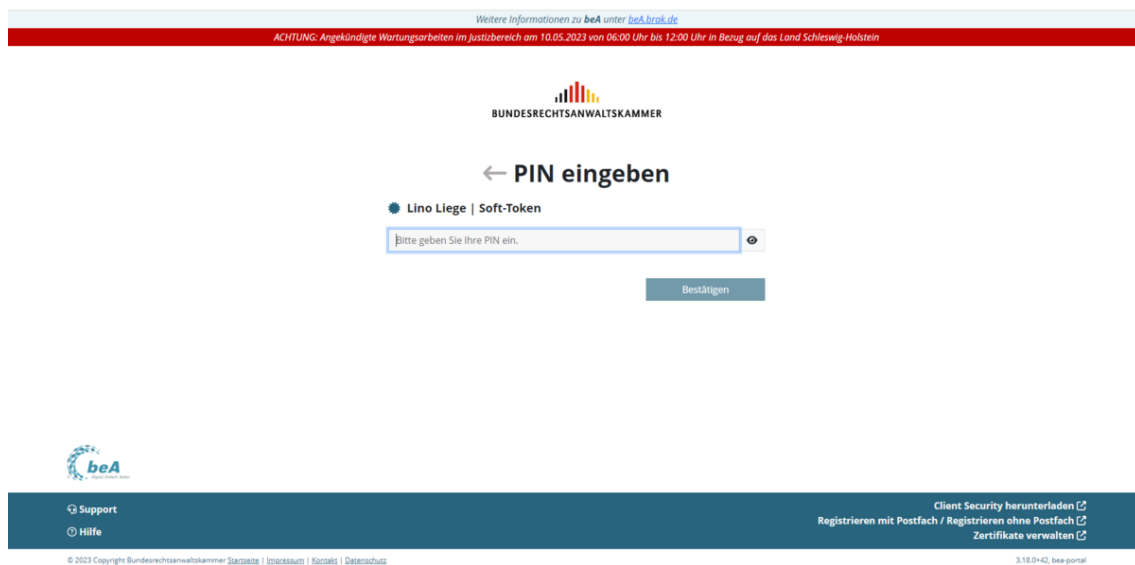 Weitere Informationen zu beA unter beA.brak.de
ACHTUNG: Angekündigte Wartungsarbeiten im Justizbereich am 10.05.2023 von 06:00 Uhr bis 12:00 Uhr in Bezug auf das Land Schleswig-Holstein
BUNDESRECHTSANWALTSKAMMER
← PIN eingeben
Lino Liege | Soft-Token
Bitte geben Sie Ihre PIN ein.
Bestätigen
beA
Support
Hilfe
Client Security herunterladen
Registrieren mit Postfach / Registrieren ohne Postfach
Zertifikate verwalten
© 2023 Copyright Bundesrechtsanwaltskammer Startseite | Impressum | Kontakt | Datenschutz
3.18.0+42, bea-portal